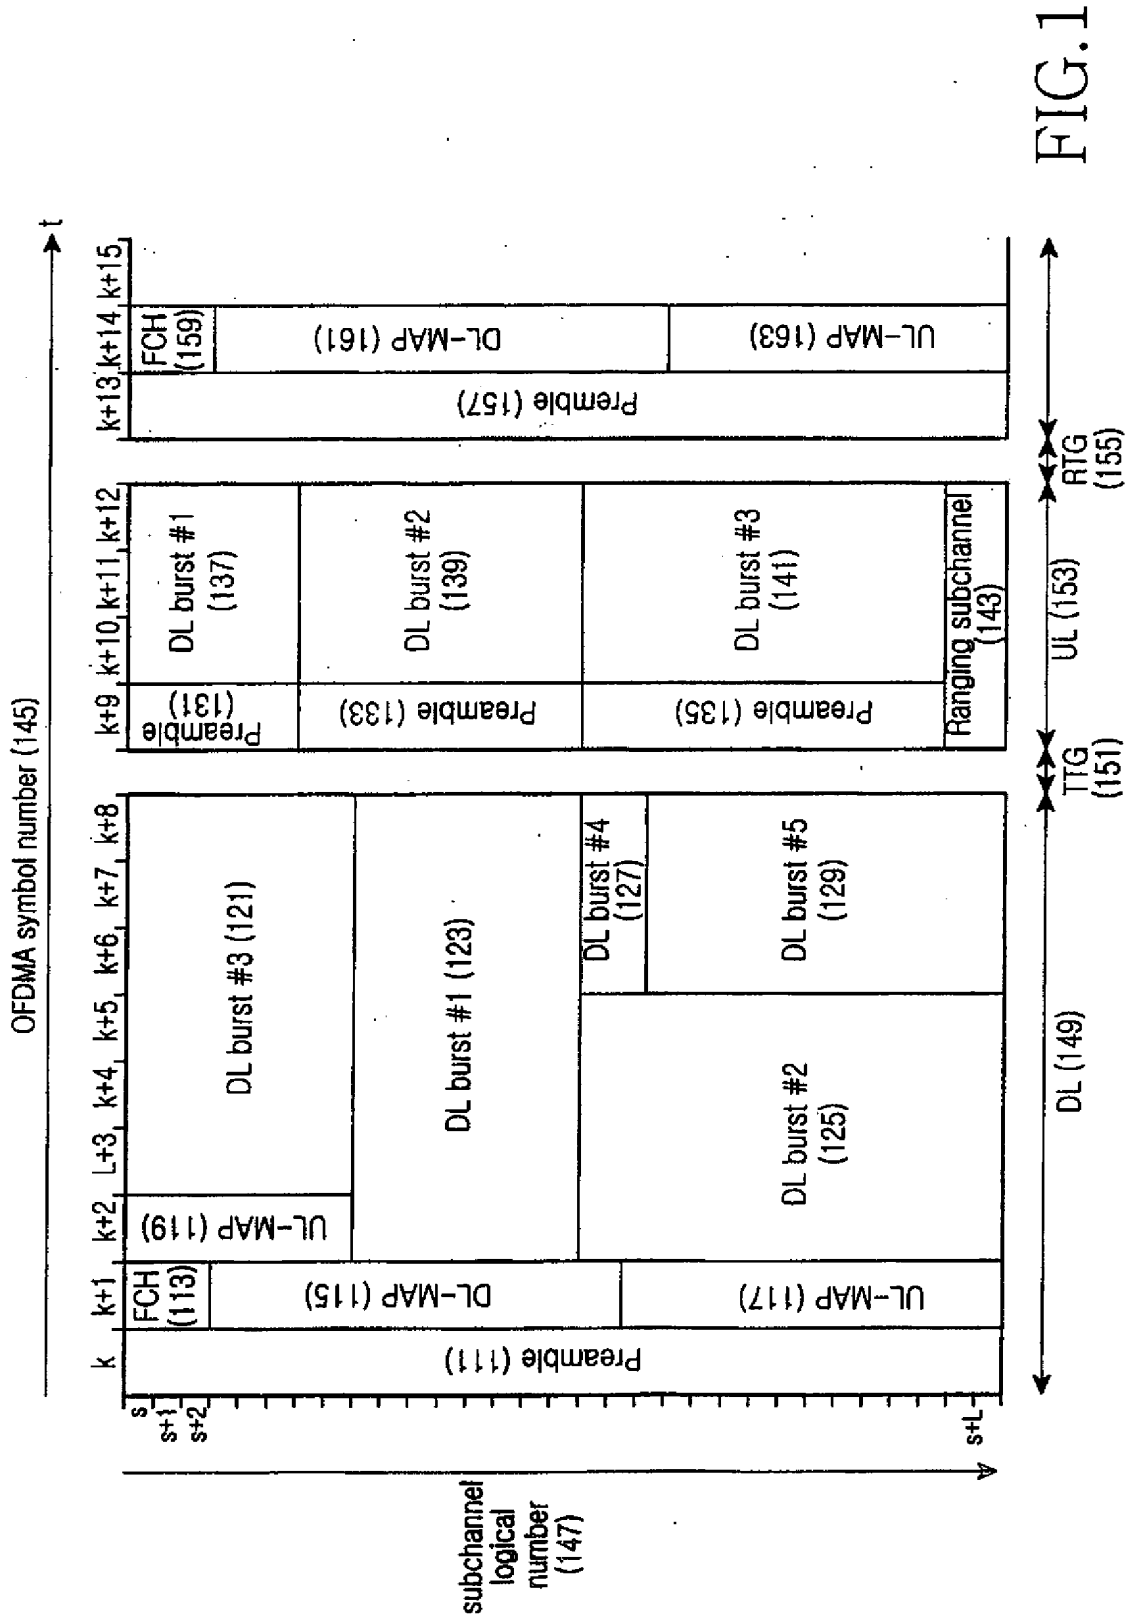 OFDMA symbol number (145)
t
k
k+1
k+2
L+3
k+4
k+5
k+6
k+7
k+8
k+9
k+10
k+11
k+12
k+13
k+14
k+15
subchannel
logical
number
(147)
s
s+1
s+2
s+L
Preamble (111)
FCH
(113)
DL-MAP (115)
UL-MAP (117)
UL-MAP (119)
DL burst #3 (121)
DL burst #1 (123)
DL burst #2
(125)
DL burst #4
(127)
DL burst #5
(129)
Preamble
(131)
Preamble (133)
Preamble (135)
DL burst #1
(137)
DL burst #2
(139)
DL burst #3
(141)
Ranging subchannel
(143)
Premble (157)
FCH
(159)
DL-MAP (161)
UL-MAP (163)
DL (149)
TTG
(151)
UL (153)
RTG
(155)
FIG.1